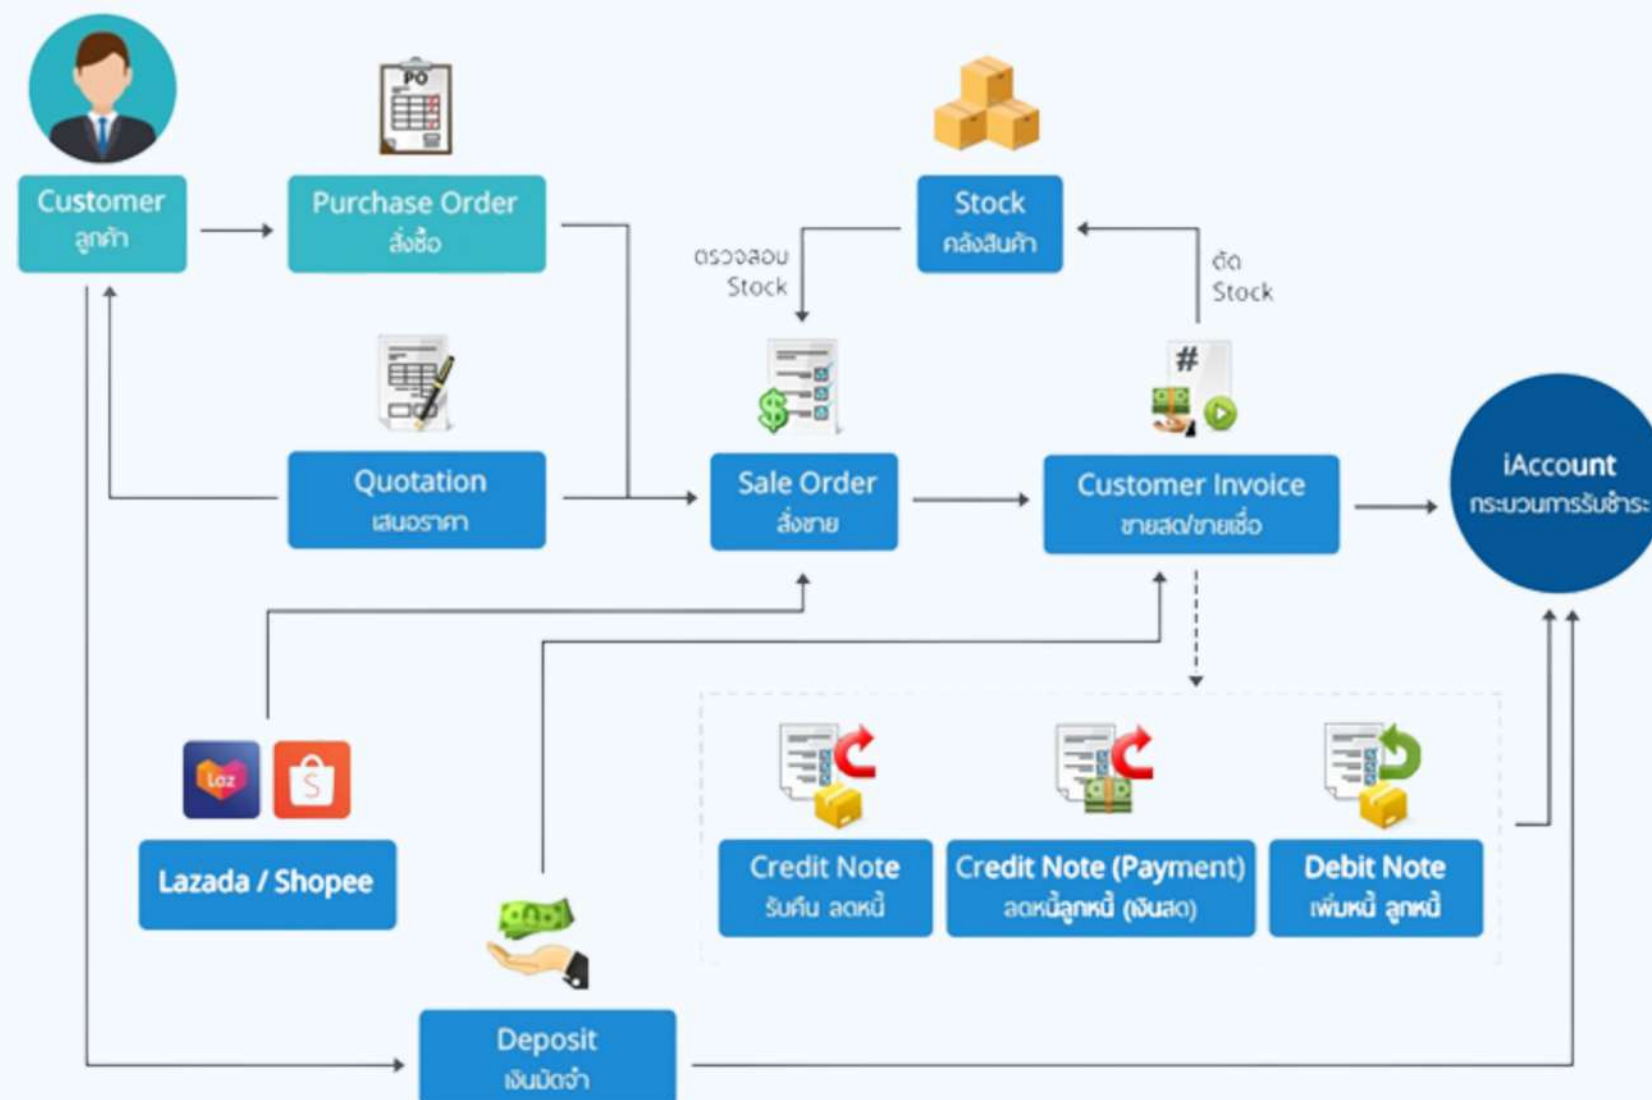 PO
Customer
ลูกค้า
Purchase Order
สั่งซื้อ
Stock
คลังสินค้า
ตรวจสอบ
Stock
ตัด
Stock
#
Quotation
เสนอราคา
$
Sale Order
สั่งขาย
Customer Invoice
ขายสด/ขายเชื่อ
iAccount
กระบวนการรับชำระ
Laz
S
Lazada / Shopee
Credit Note
รับคืน ลดหนี้
Credit Note (Payment)
ลดหนี้ลูกหนี้ (เงินสด)
Debit Note
เพิ่มหนี้ ลูกหนี้
Deposit
เงินมัดจำ